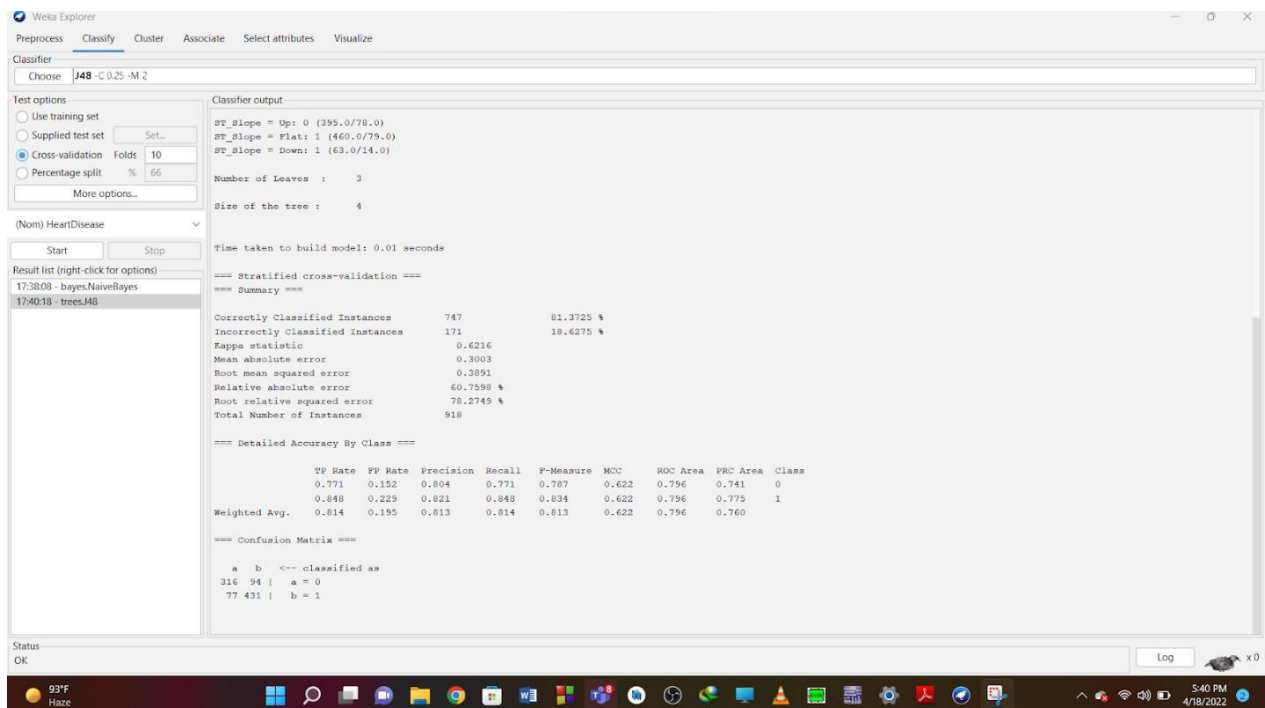 Weka Explorer
Preprocess Classify Cluster Associate Select attributes Visualize
Classifier
Choose J48 -C 0.25 -M 2
Test options
Use training set
Supplied test set Set...
Cross-validation Folds 10
Percentage split % 66
More options...
(Nom) HeartDisease
Start Stop
Result list (right-click for options)
17:38:08 - bayes.NaiveBayes
17:40:18 - trees.J48
Classifier output
ST_Slope = Up: 0 (395.0/78.0)
ST_Slope = Flat: 1 (460.0/79.0)
ST_Slope = Down: 1 (63.0/14.0)
Number of Leaves : 3
Size of the tree : 4
Time taken to build model: 0.01 seconds
=== Stratified cross-validation ===
=== Summary ===
Correctly Classified Instances 747 81.3725 %
Incorrectly Classified Instances 171 18.6275 %
Kappa statistic 0.6216
Mean absolute error 0.3003
Root mean squared error 0.3891
Relative absolute error 60.7598 %
Root relative squared error 78.2749 %
Total Number of Instances 918
=== Detailed Accuracy By Class ===
TP Rate FP Rate Precision Recall F-Measure MCC ROC Area PRC Area Class
0.771 0.152 0.804 0.771 0.787 0.622 0.796 0.741 0
0.848 0.229 0.821 0.848 0.834 0.622 0.796 0.775 1
Weighted Avg. 0.814 0.195 0.813 0.814 0.813 0.622 0.796 0.760
=== Confusion Matrix ===
a b <-- classified as
316 94 | a = 0
77 431 | b = 1
Status
OK
Log x 0
93°F
Haze
5:40 PM
4/18/2022